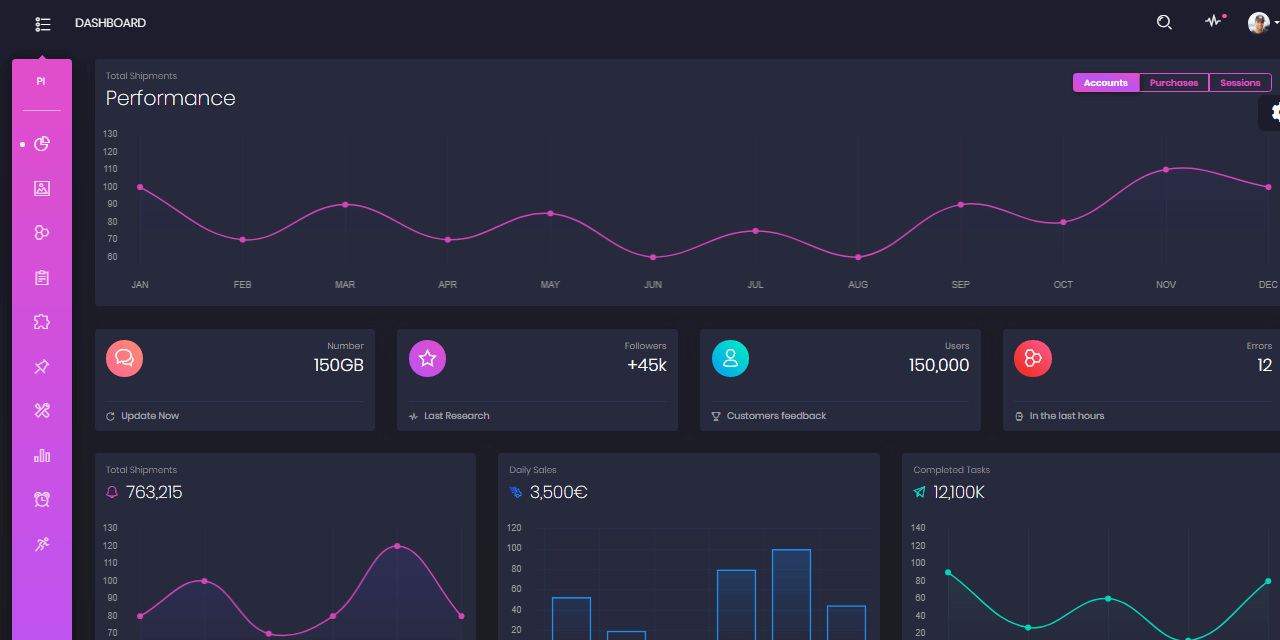 DASHBOARD
PI
Total Shipments
Performance
Accounts Purchases Sessions
130
120
110
100
90
80
70
60
JAN FEB MAR APR MAY JUN JUL AUG SEP OCT NOV DEC
Number
150GB
Update Now
Followers
+45k
Last Research
Users
150,000
Customers feedback
Errors
12
In the last hours
Total Shipments
763,215
130
120
110
100
90
80
70
Daily Sales
3,500€
120
100
80
60
40
20
Completed Tasks
12,100K
140
120
100
80
60
40
20